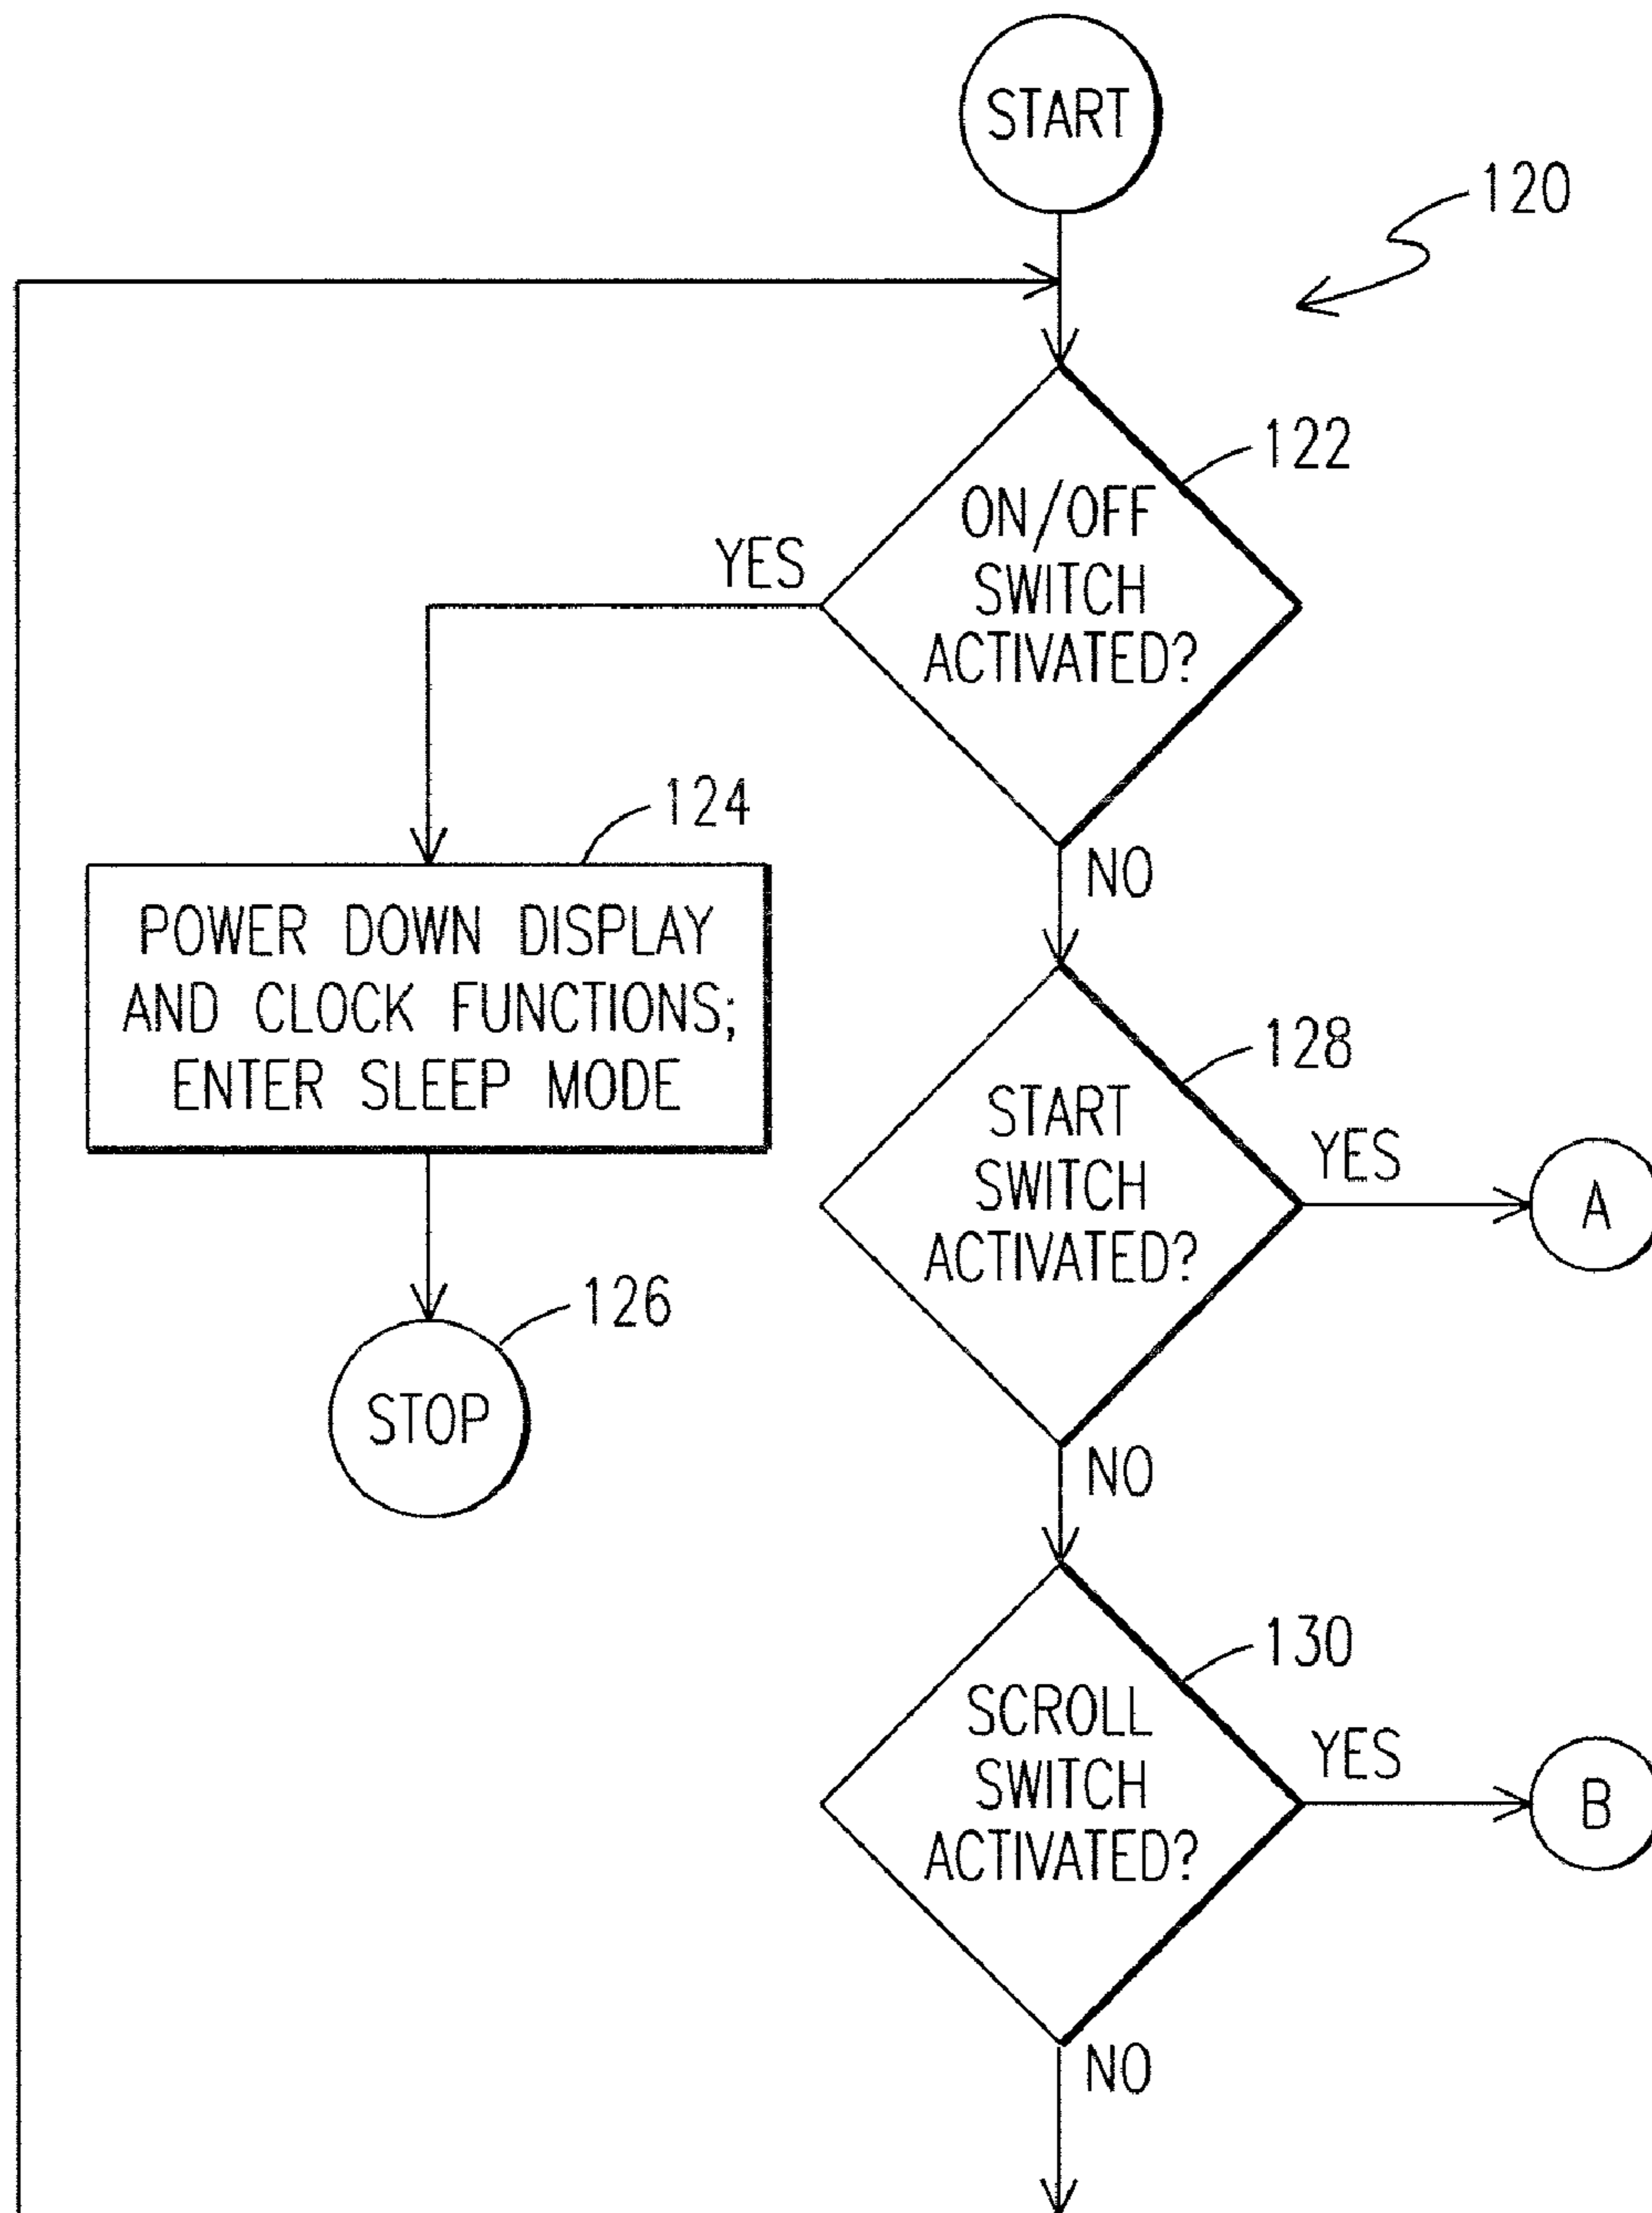 START
120
122
ON/OFF
SWITCH
ACTIVATED?
YES
NO
124
POWER DOWN DISPLAY
AND CLOCK FUNCTIONS;
ENTER SLEEP MODE
126
STOP
128
START
SWITCH
ACTIVATED?
YES
A
NO
130
SCROLL
SWITCH
ACTIVATED?
YES
B
NO